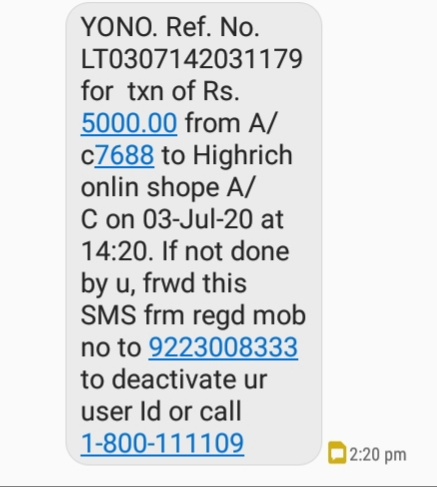 YONO. Ref. No.
LT0307142031179
for  txn of Rs.
5000.00 from A/
c7688 to Highrich
onlin shope A/
C on 03-Jul-20 at
14:20. If not done
by u, frwd this
SMS frm regd mob
no to 9223008333
to deactivate ur
user Id or call
1-800-111109
2:20 pm